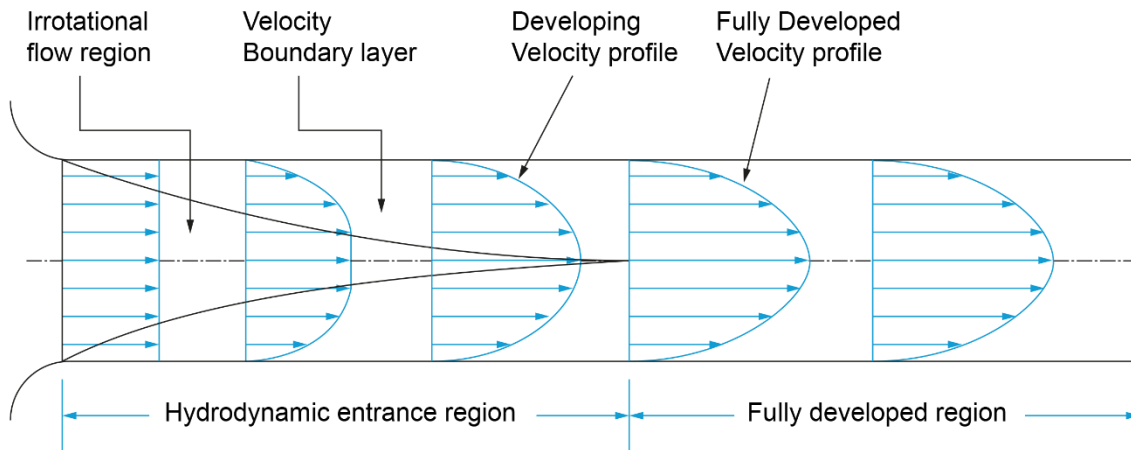 Irrotational
flow region
Velocity
Boundary layer
Developing
Velocity profile
Fully Developed
Velocity profile
Hydrodynamic entrance region
Fully developed region